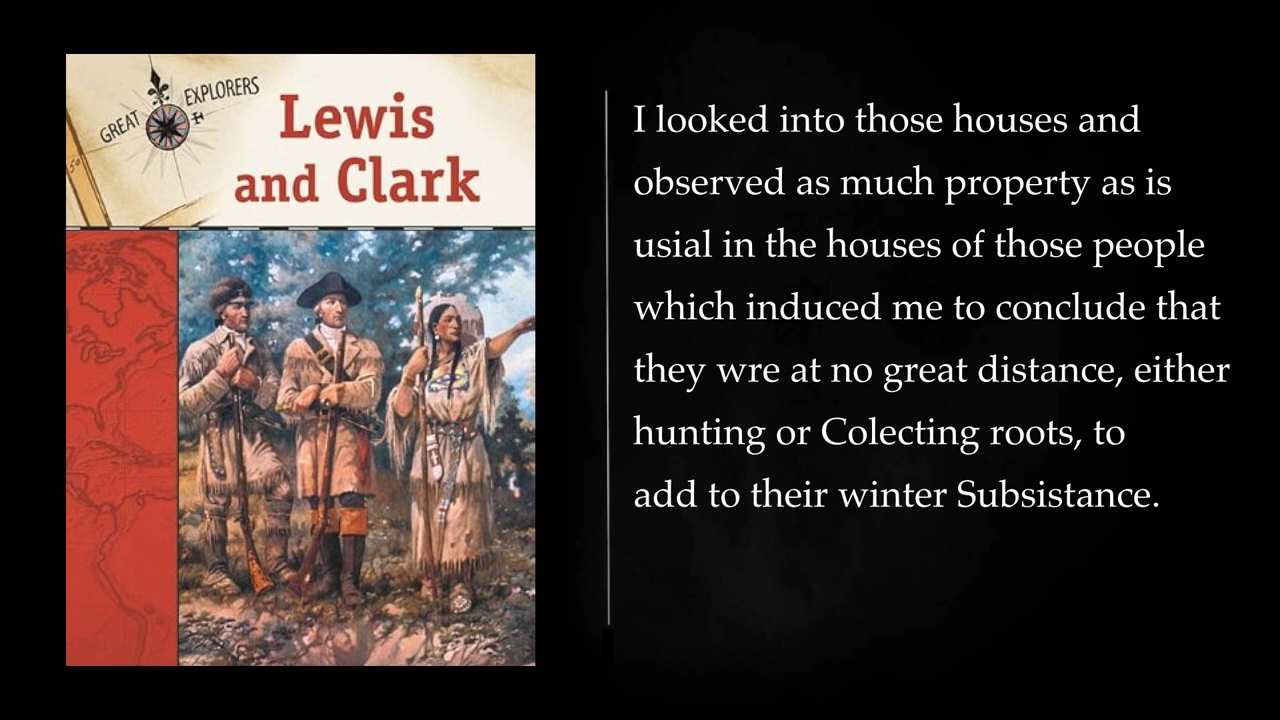 GREAT EXPLORERS
Lewis
and Clark
50
I looked into those houses and
observed as much property as is
usial in the houses of those people
which induced me to conclude that
they wre at no great distance, either
hunting or Colecting roots, to
add to their winter Subsistance.